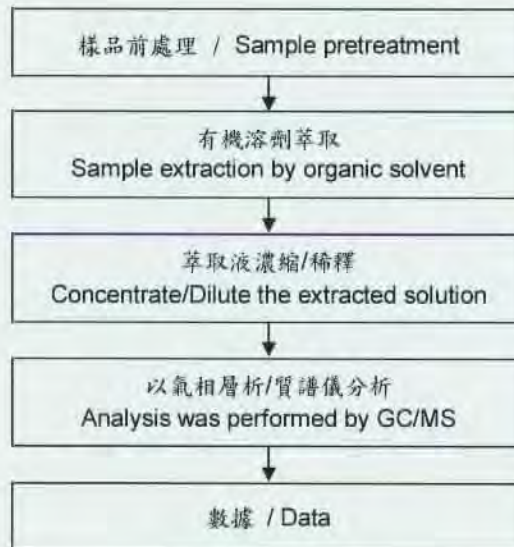 樣品前處理 / Sample pretreatment
有機溶劑萃取
Sample extraction by organic solvent
萃取液濃縮/稀釋
Concentrate/Dilute the extracted solution
以氣相層析/質譜儀分析
Analysis was performed by GC/MS
數據 / Data